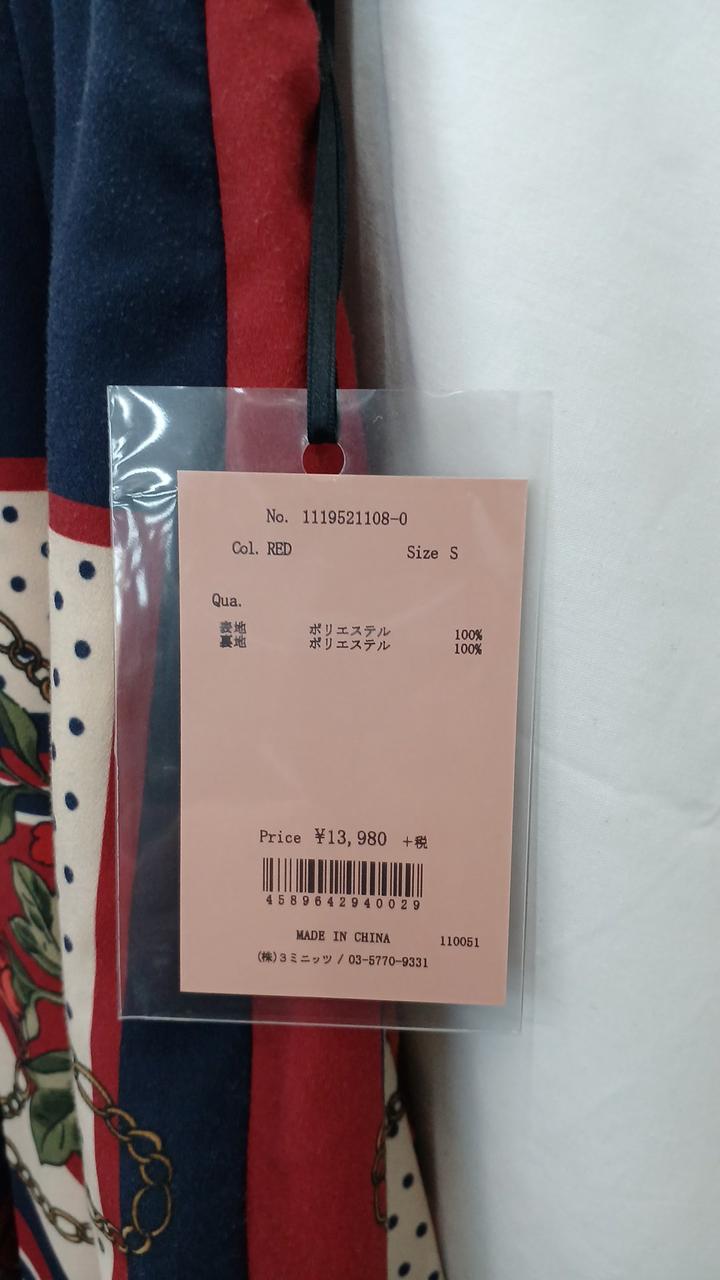 No. 1119521108-0
Col. RED Size S
Qua.
表地 ポリエステル 100%
裏地 ポリエステル 100%
Price ¥13,980 +税
4589642940029
MADE IN CHINA 110051
(株)3ミニッツ / 03-5770-9331